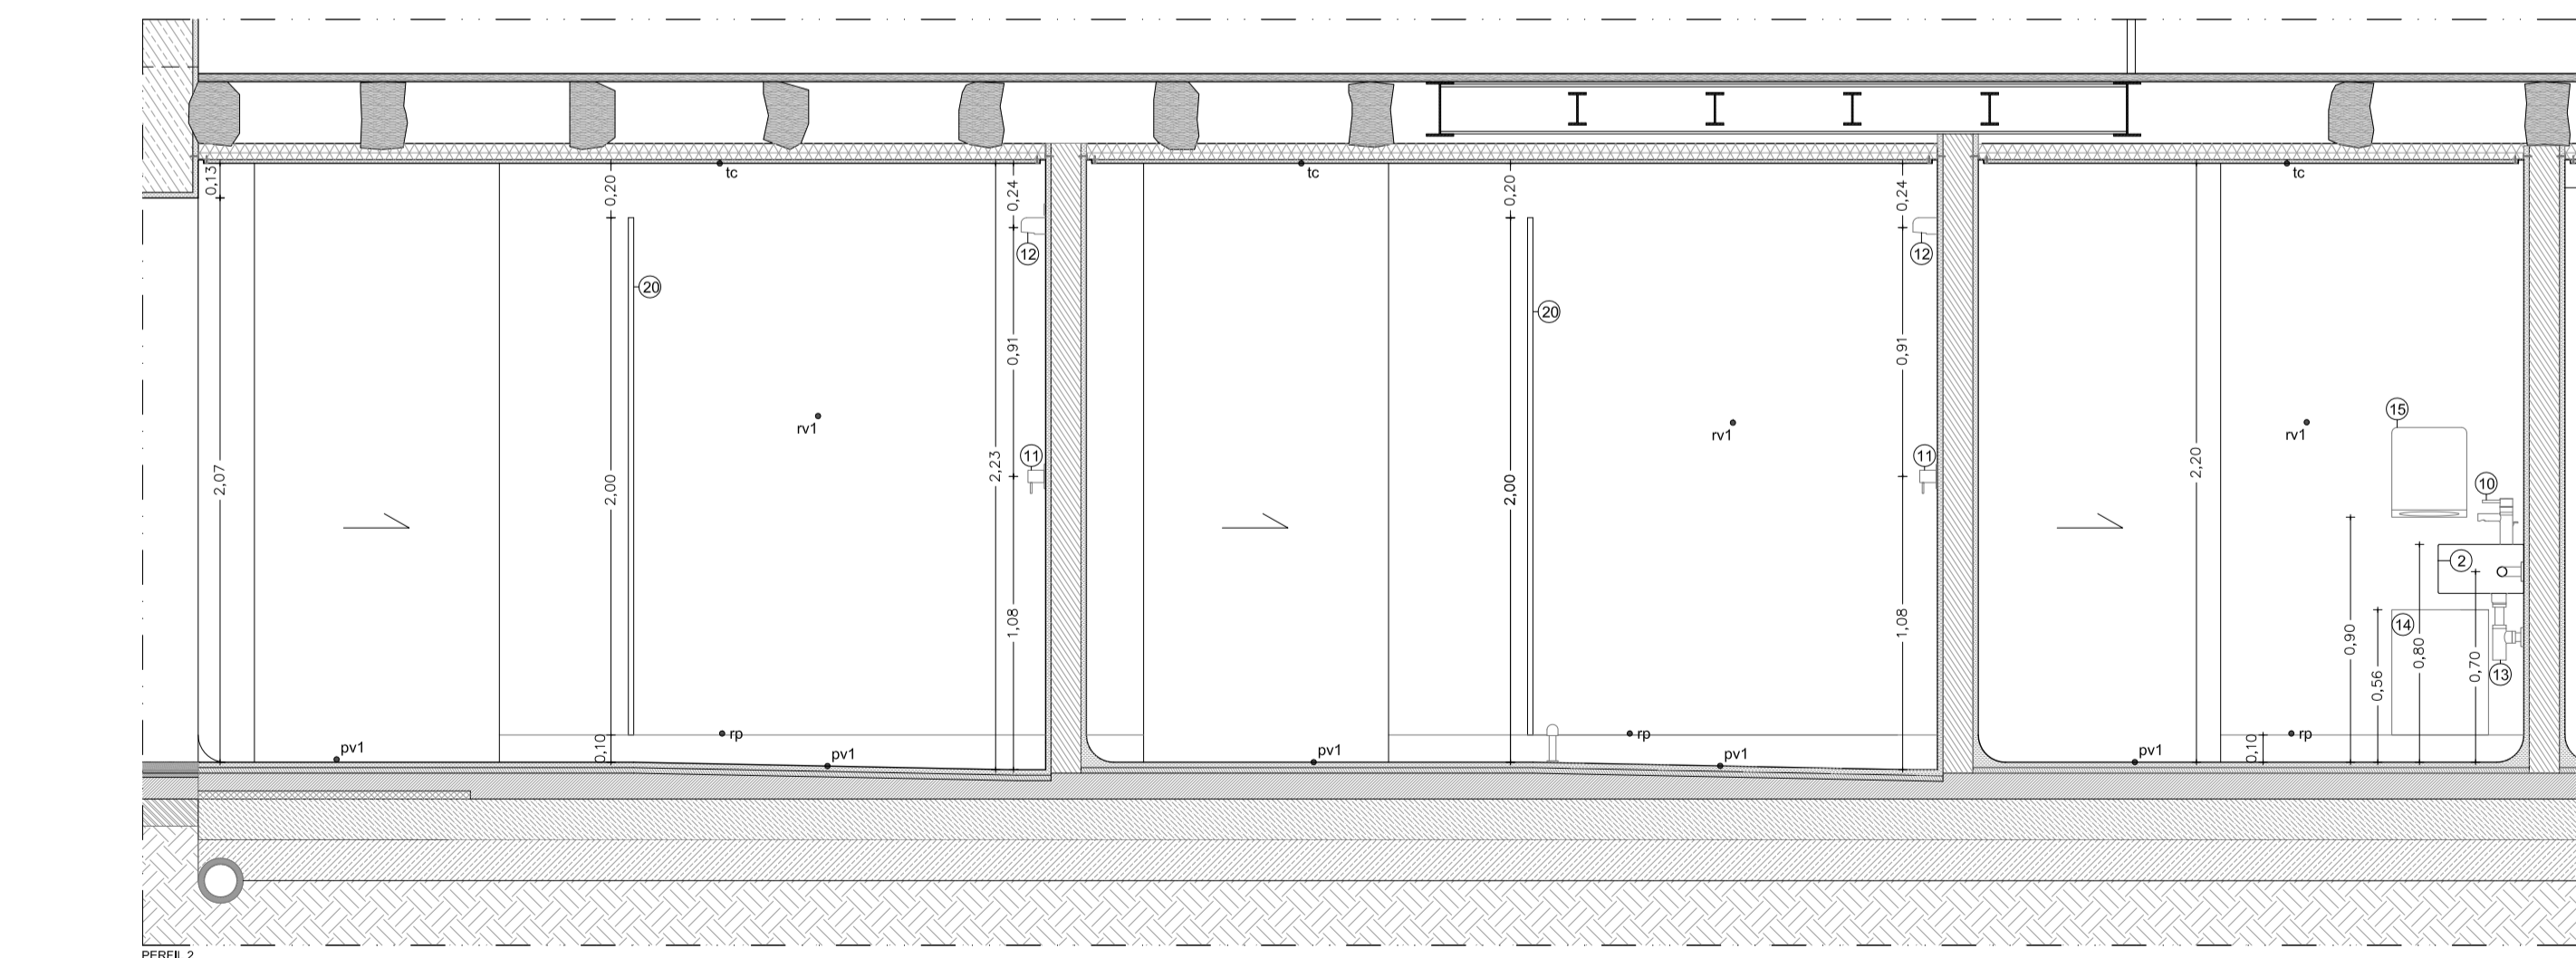 tc
tc
tc
0,13
0,20
0,24
0,20
0,24
12
12
20
20
0,91
0,91
15
rv1
rv1
rv1
11
11
2,07
2,00
2,23
2,00
2,20
10
2
14
13
1,08
1,08
0,90
0,56
0,80
0,70
rp
rp
rp
0,10
0,10
pv1
pv1
pv1
pv1
pv1
PERFIL 2